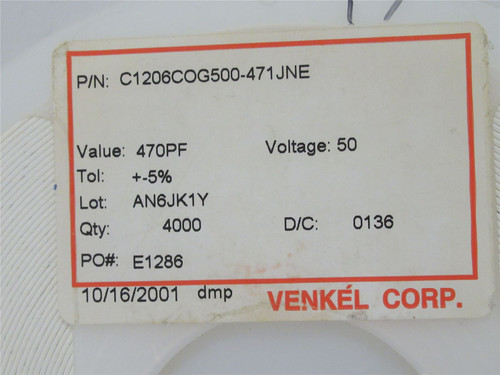 P/N: C1206COG500-471JNE
Value: 470PF Voltage: 50
Tol: +-5%
Lot: AN6JK1Y
Qty: 4000 D/C: 0136
PO#: E1286
10/16/2001 dmp VENKÉL CORP.